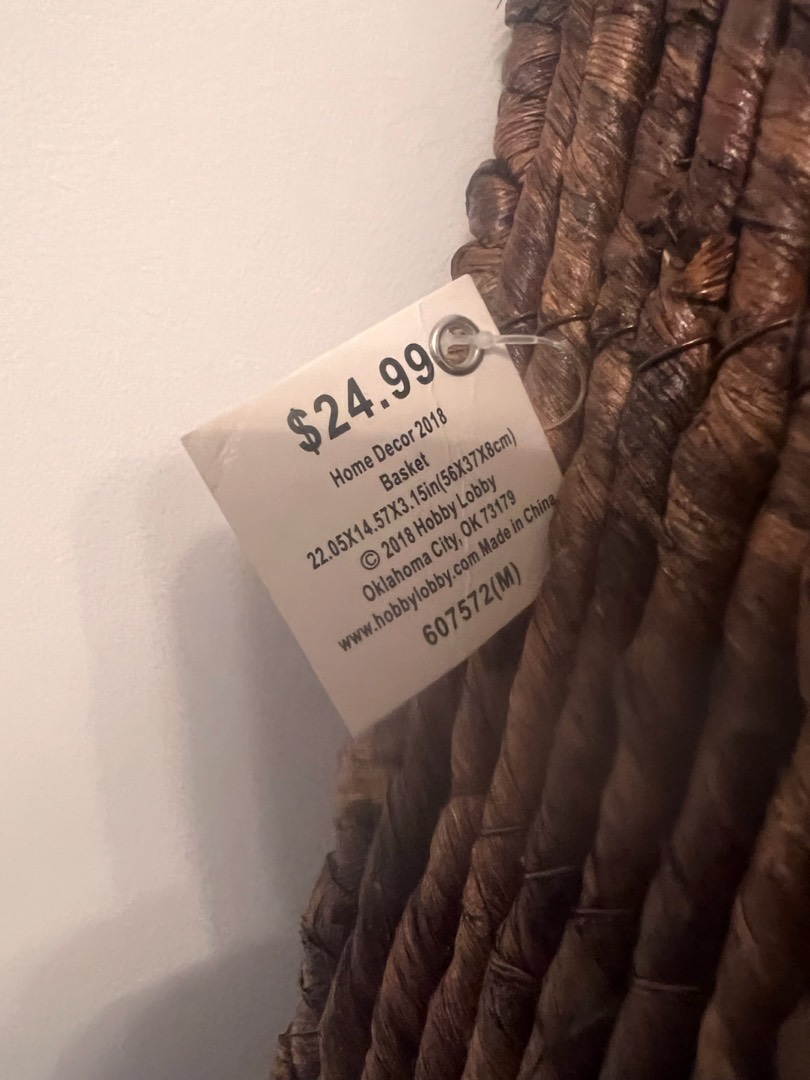 $24.99
Home Decor 2018
Basket
22.05X14.57X3.15in(56X37X8cm)
© 2018 Hobby Lobby
Oklahoma City, OK 73179
www.hobbylobby.com Made in China
607572(M)